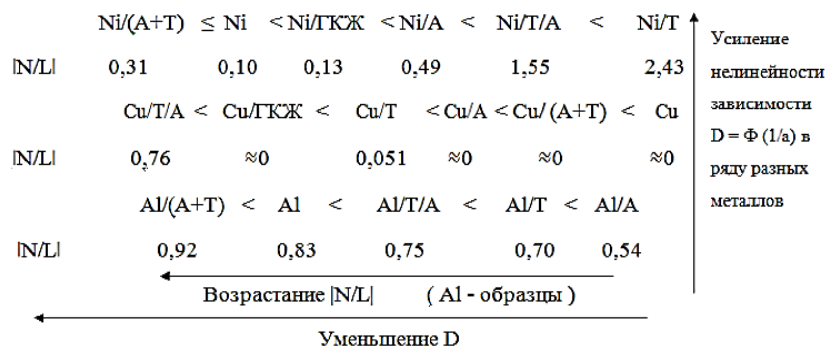 Ni/(А+Т) ≤ Ni < Ni/ГКЖ < Ni/А < Ni/Т/А < Ni/Т
|N/L| 0,31 0,10 0,13 0,49 1,55 2,43
Cu/Т/А < Cu/ГКЖ < Cu/Т < Cu/А < Cu/ (А+Т) < Cu
|N/L| 0,76 ≈0 0,051 ≈0 ≈0 ≈0
Al/(А+Т) < Al < Al/Т/А < Al/Т < Al/А
|N/L| 0,92 0,83 0,75 0,70 0,54
Возрастание |N/L| ( Al - образцы )
Уменьшение D
Усиление
нелинейности
зависимости
D = Ф (1/а) в
ряду разных
металлов